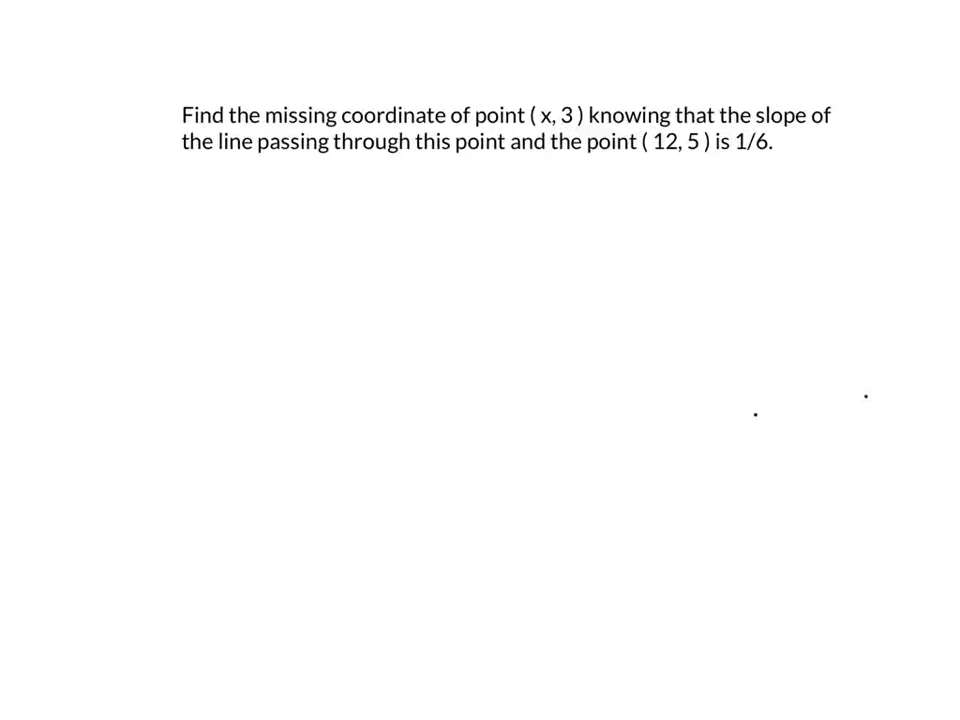 Find the missing coordinate of point ( x, 3 ) knowing that the slope of
the line passing through this point and the point ( 12, 5 ) is 1/6.